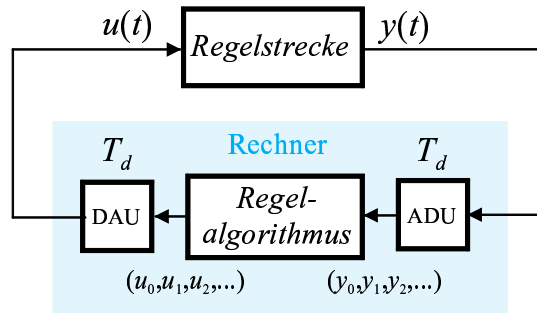 u(t)
Regelstrecke
y(t)
T_d
Rechner
T_d
DAU
Regel-
algorithmus
ADU
(u_0,u_1,u_2,...)
(y_0,y_1,y_2,...)